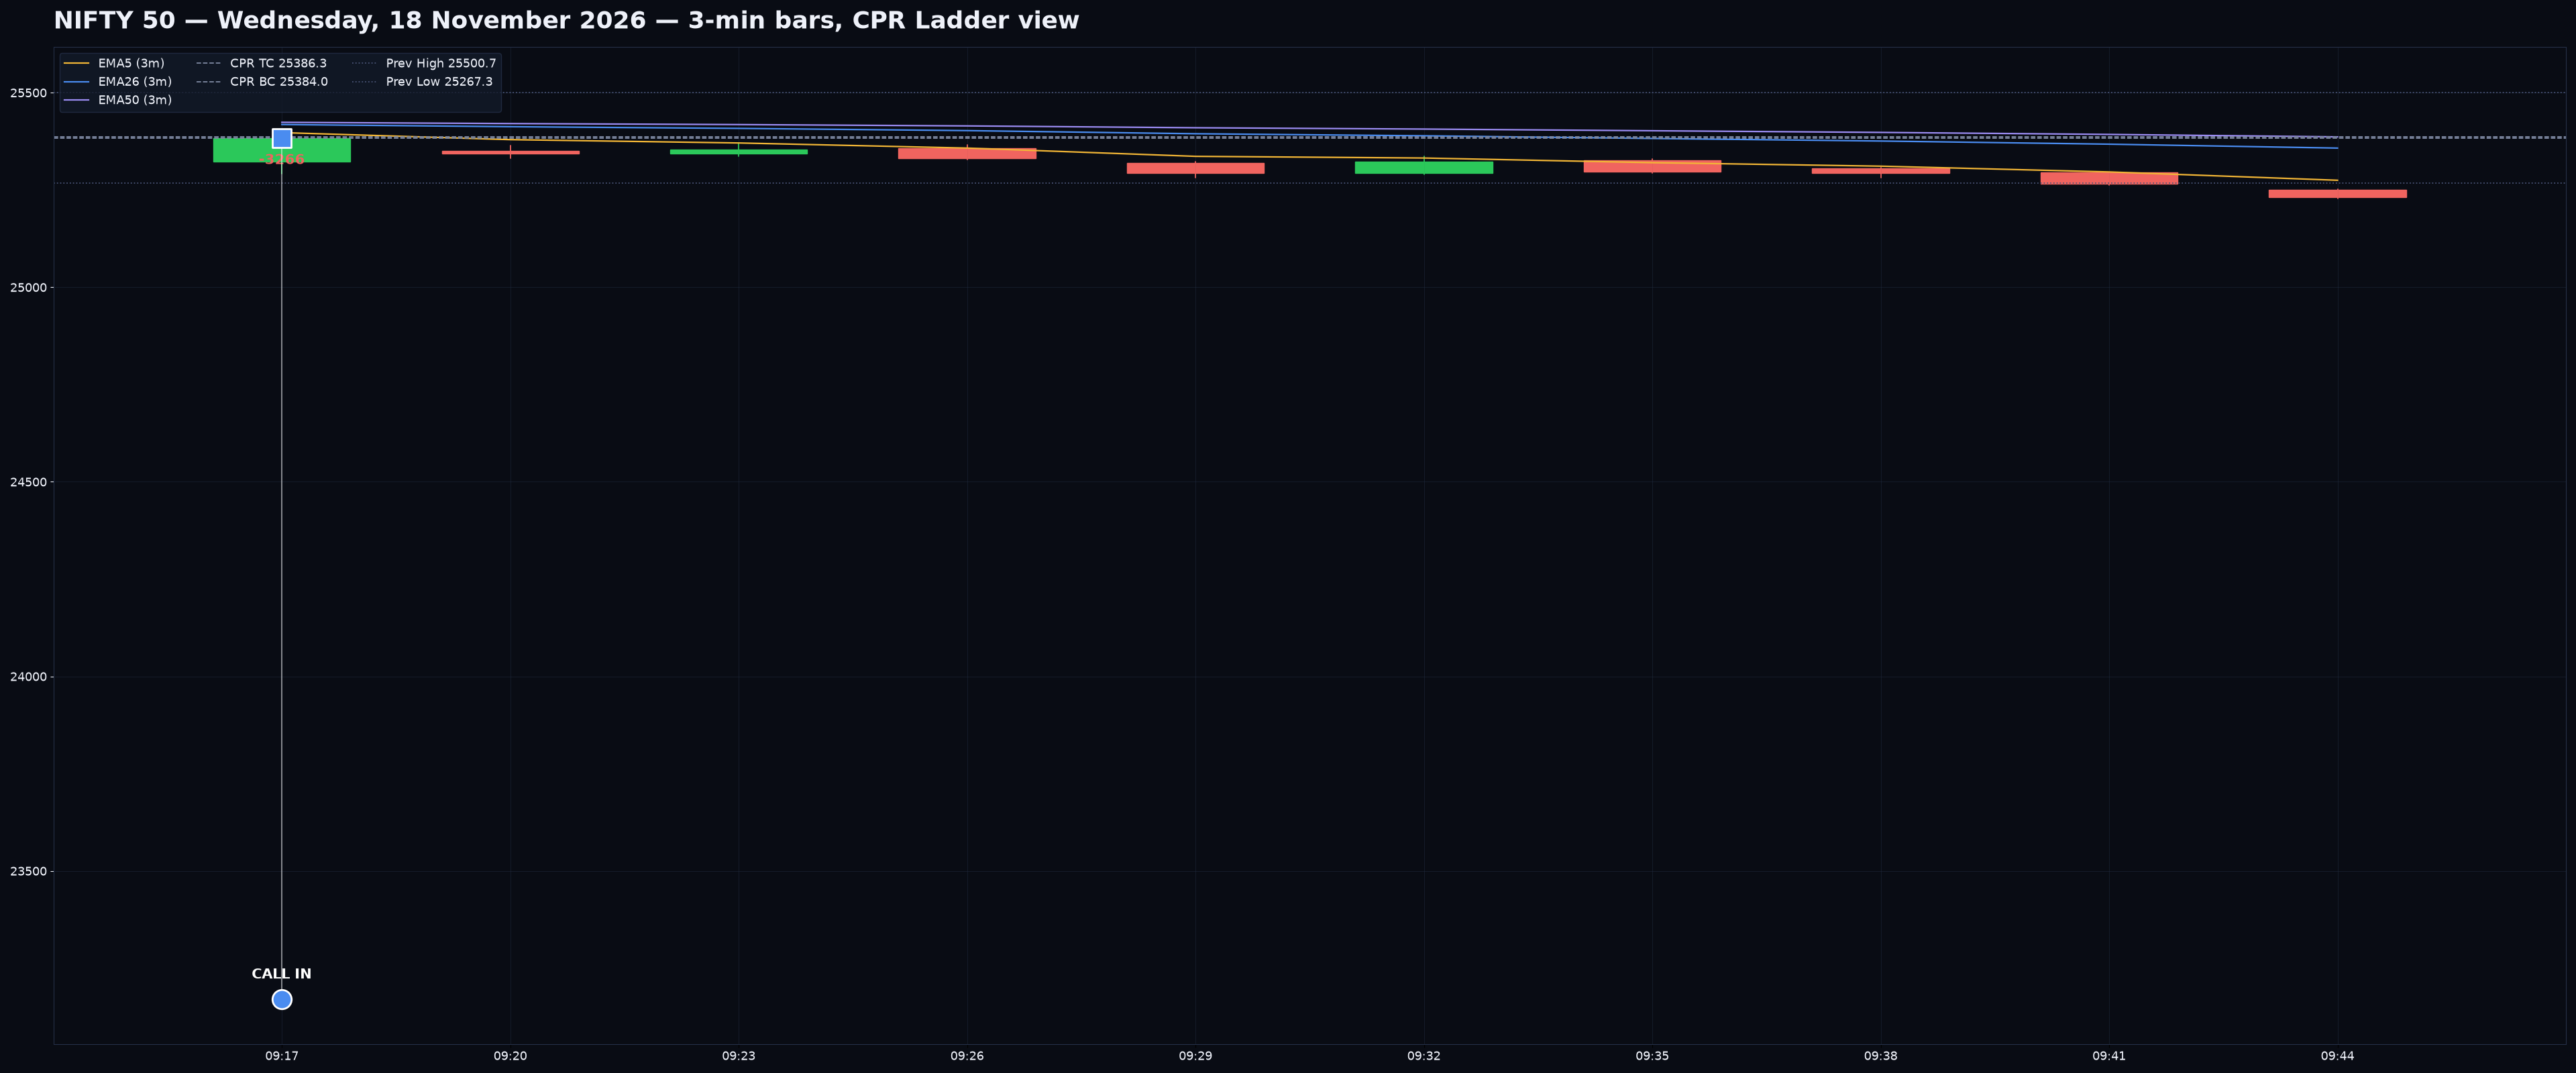 NIFTY 50 — Wednesday, 18 November 2026 — 3-min bars, CPR Ladder view
EMA5 (3m)
EMA26 (3m)
EMA50 (3m)
CPR TC 25386.3
CPR BC 25384.0
Prev High 25500.7
Prev Low 25267.3
25500
25000
24500
24000
23500
-3266
CALL IN
09:17 09:20 09:23 09:26 09:29 09:32 09:35 09:38 09:41 09:44